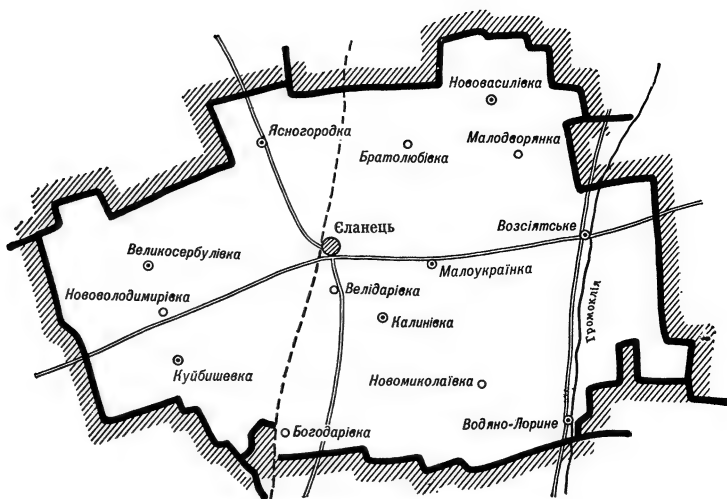 Нововасилівка
Ясногородка
Братолюбівка
Малодворянка
Єланець
Возсіятське
Великосербулівка
Малоукраїнка
Велідарівка
Нововолодимирівка
Калинівка
Громоклія
Куйбишевка
Новомиколаївка
Водяно-Лорине
Богодарівка